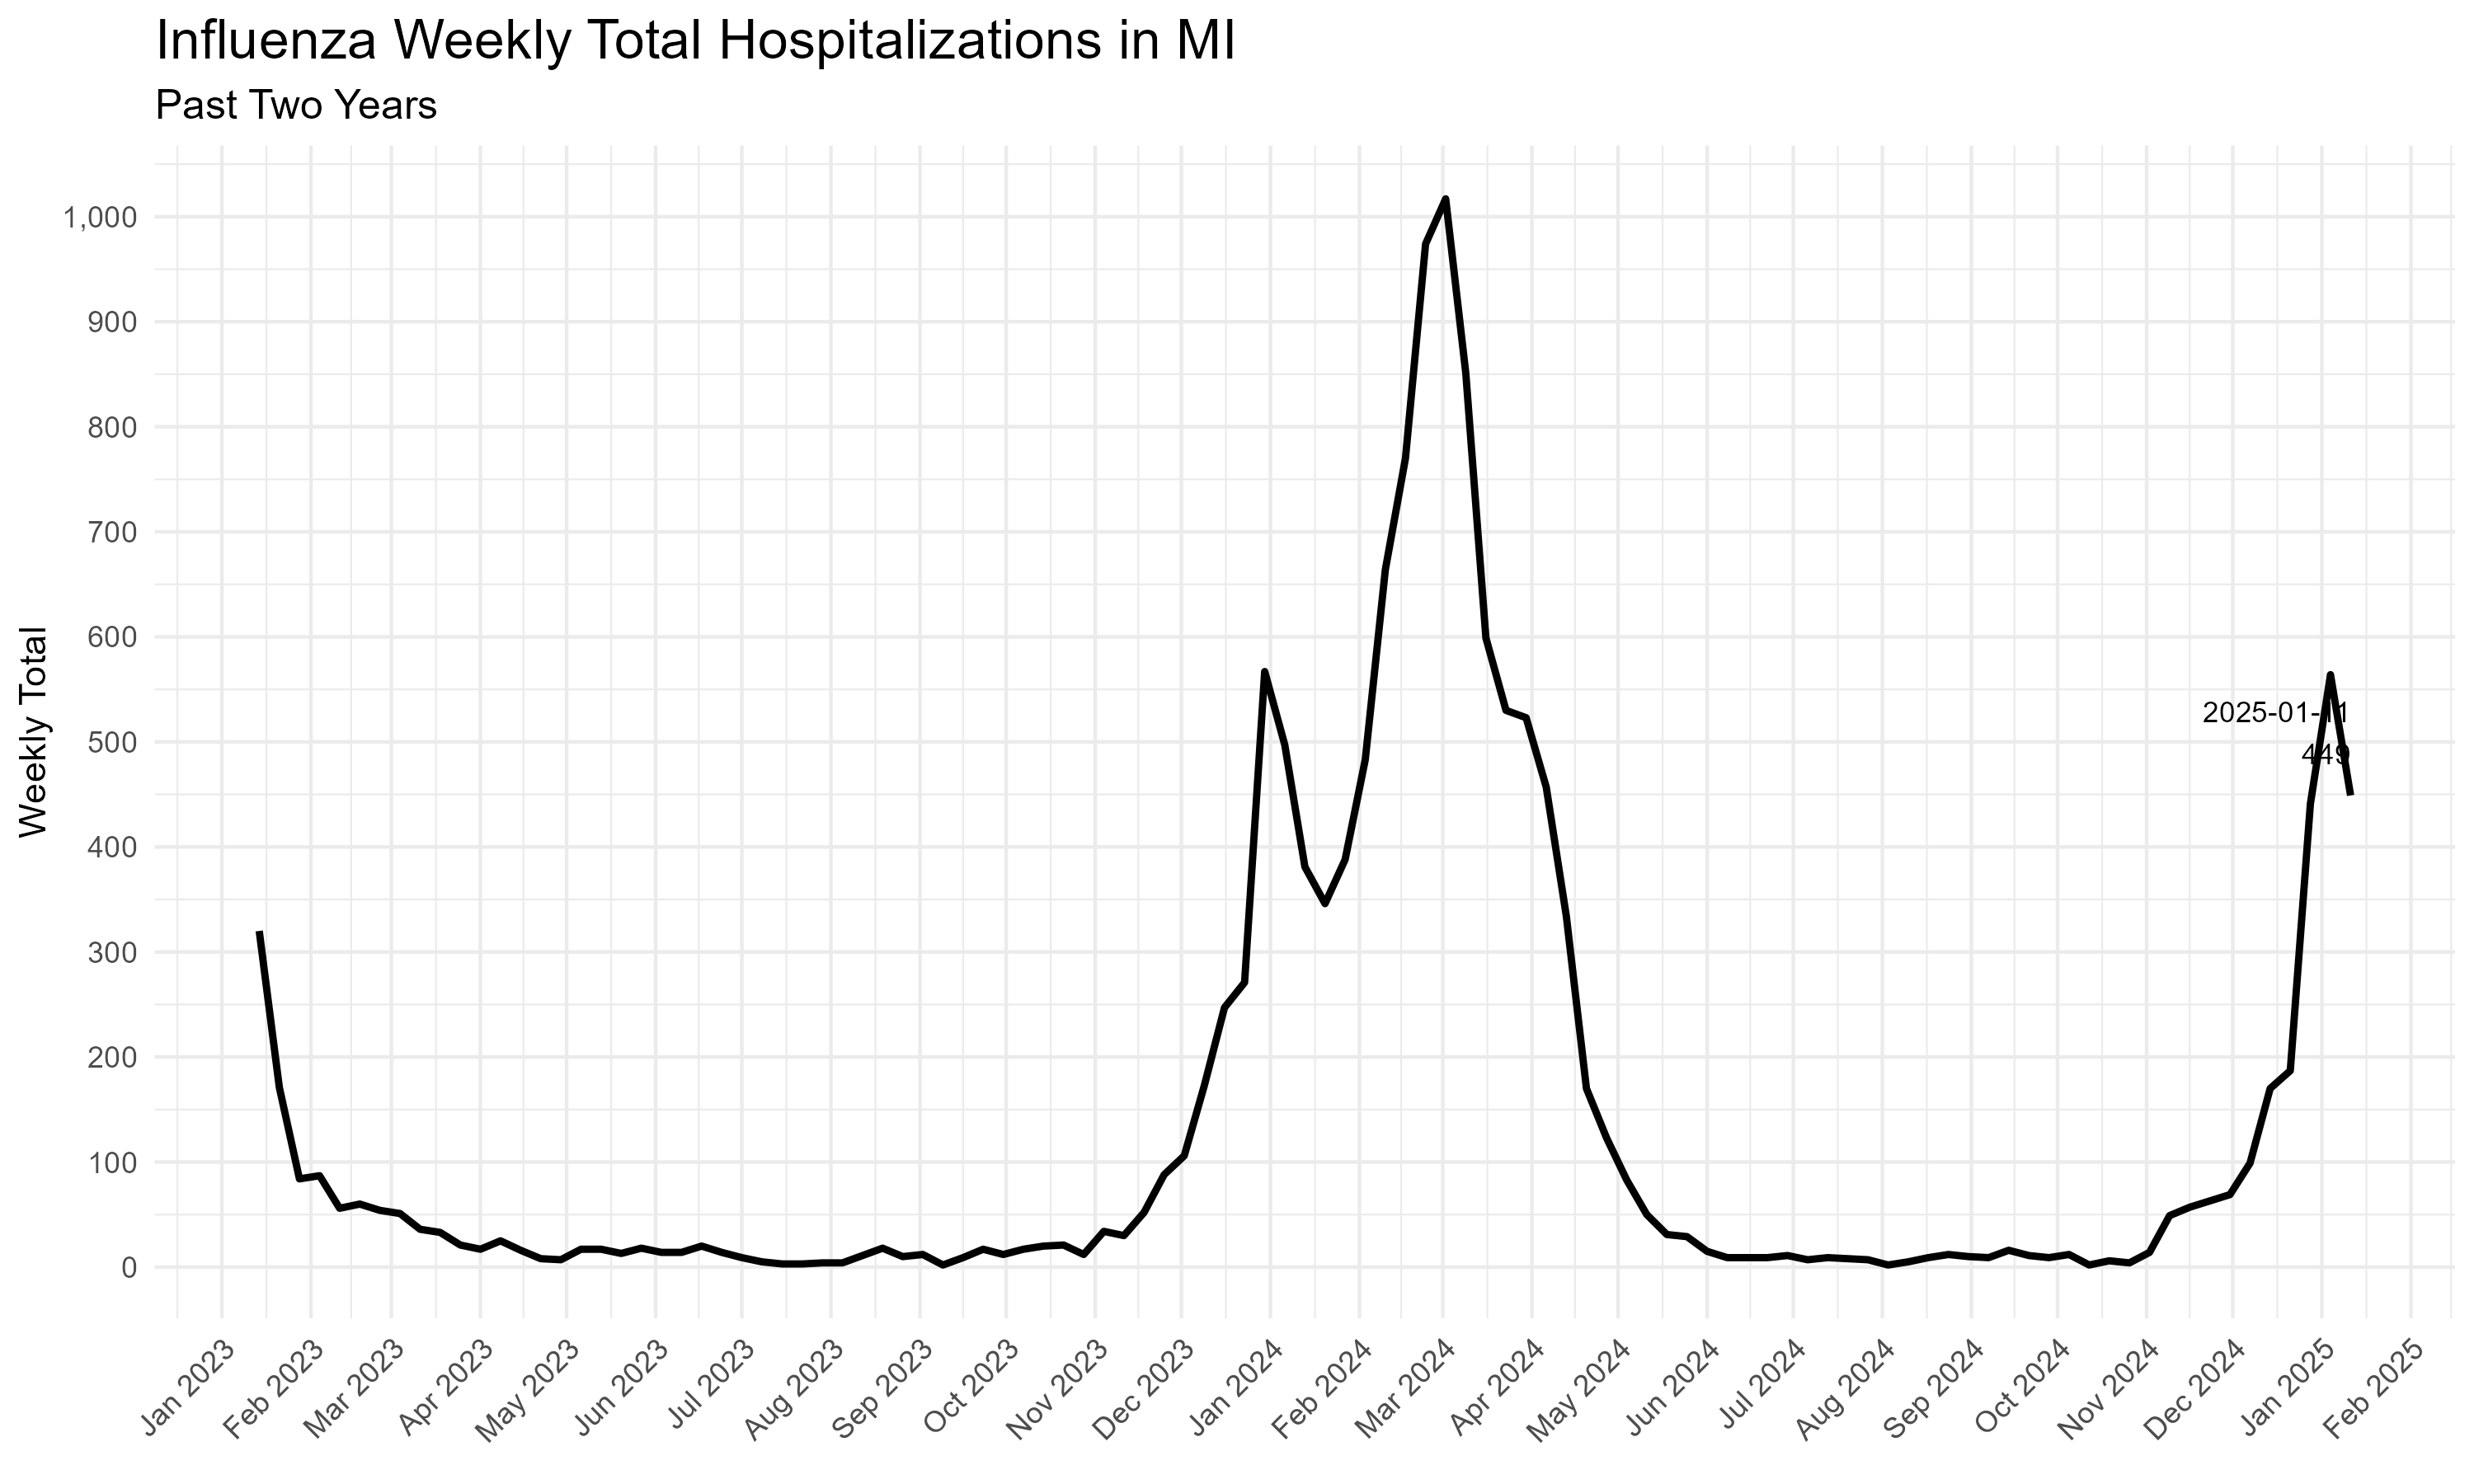 Influenza Weekly Total Hospitalizations in MI
Past Two Years
Weekly Total
1,000
900
800
700
600
500
400
300
200
100
0
2025-01-11
449
Jan 2023
Feb 2023
Mar 2023
Apr 2023
May 2023
Jun 2023
Jul 2023
Aug 2023
Sep 2023
Oct 2023
Nov 2023
Dec 2023
Jan 2024
Feb 2024
Mar 2024
Apr 2024
May 2024
Jun 2024
Jul 2024
Aug 2024
Sep 2024
Oct 2024
Nov 2024
Dec 2024
Jan 2025
Feb 2025